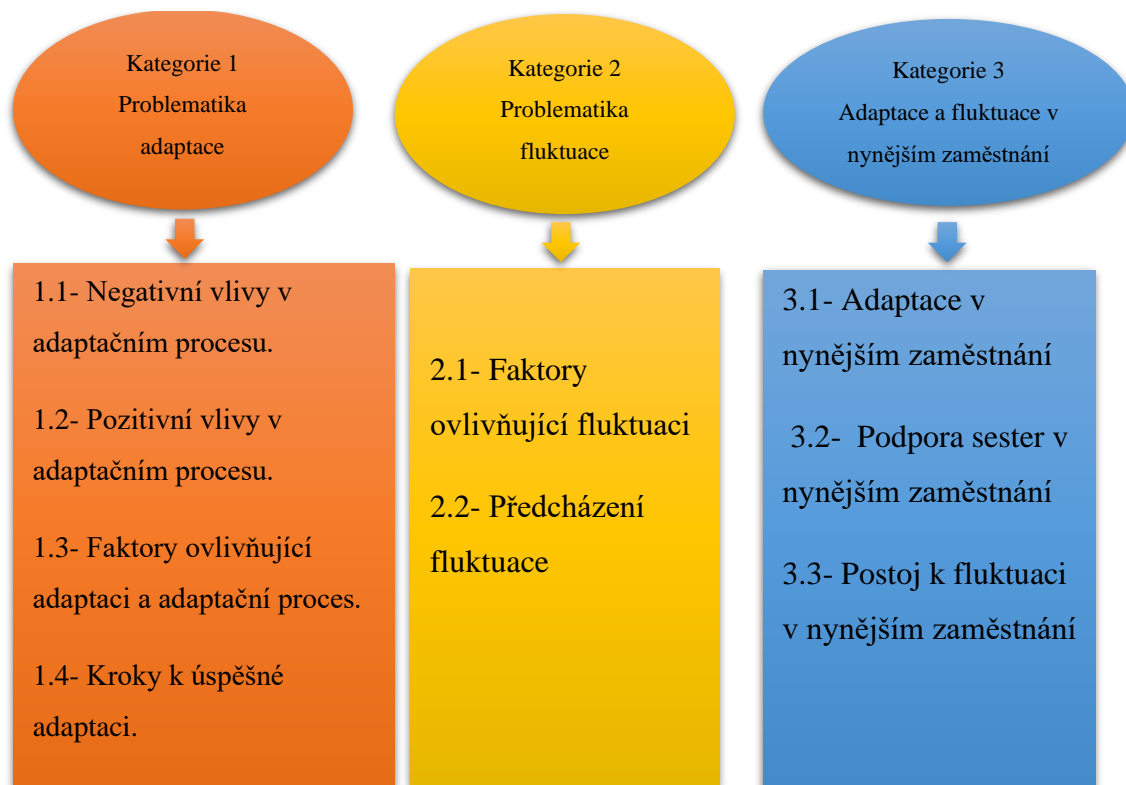 Kategorie 1
Problematika
adaptace
1.1- Negativní vlivy v
adaptačním procesu.
1.2- Pozitivní vlivy v
adaptačním procesu.
1.3- Faktory ovlivňující
adaptaci a adaptační proces.
1.4- Kroky k úspěšné
adaptaci.
Kategorie 2
Problematika
fluktuace
2.1- Faktory
ovlivňující fluktuaci
2.2- Předcházení
fluktuace
Kategorie 3
Adaptace a fluktuace v
nynějším zaměstnání
3.1- Adaptace v
nynějším zaměstnání
3.2- Podpora sester v
nynějším zaměstnání
3.3- Postoj k fluktuaci
v nynějším zaměstnání